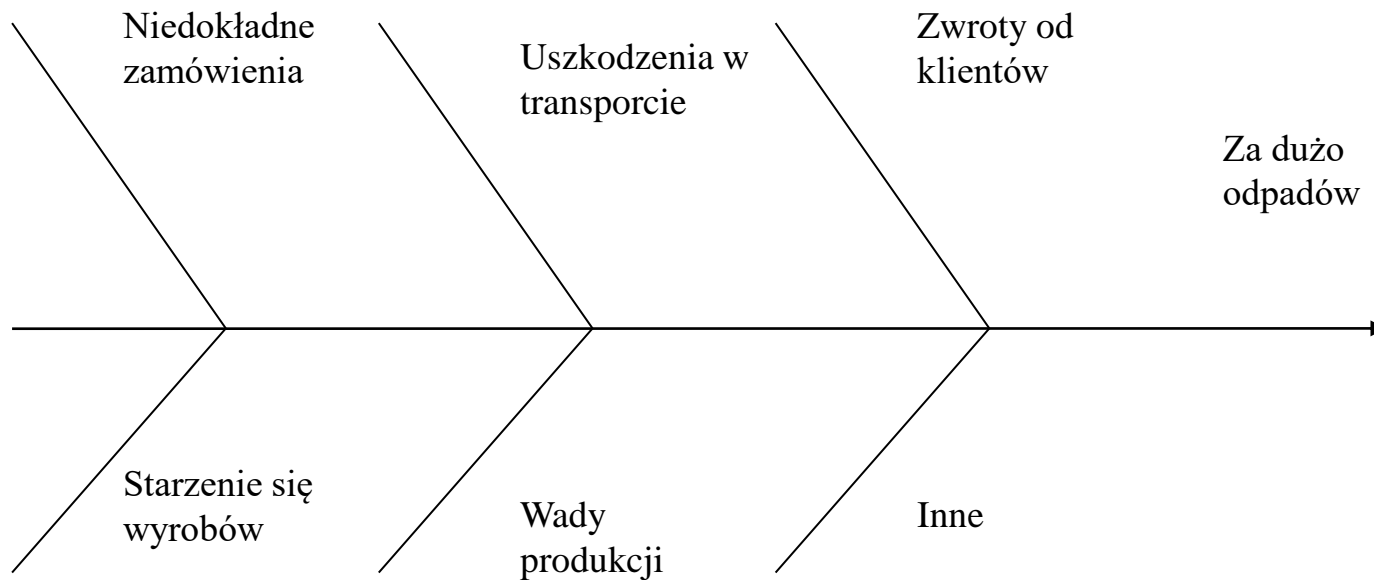 Niedokładne
zamówienia
Uszkodzenia w
transporcie
Zwroty od
klientów
Za dużo
odpadów
Starzenie się
wyrobów
Wady
produkcji
Inne